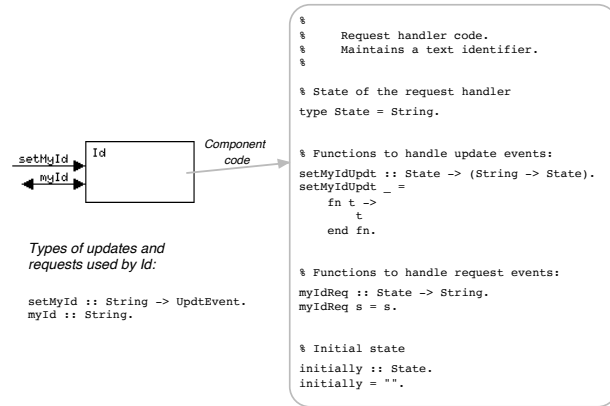 setMyId
myId
Id
Component
code
Types of updates and
requests used by Id:
setMyId :: String -> UpdtEvent.
myId :: String.
%
%     Request handler code.
%     Maintains a text identifier.
%
% State of the request handler
type State = String.
% Functions to handle update events:
setMyIdUpdt :: State -> (String -> State).
setMyIdUpdt _ =
    fn t ->
        t
    end fn.
% Functions to handle request events:
myIdReq :: State -> String.
myIdReq s = s.
% Initial state
initially :: State.
initially = "".